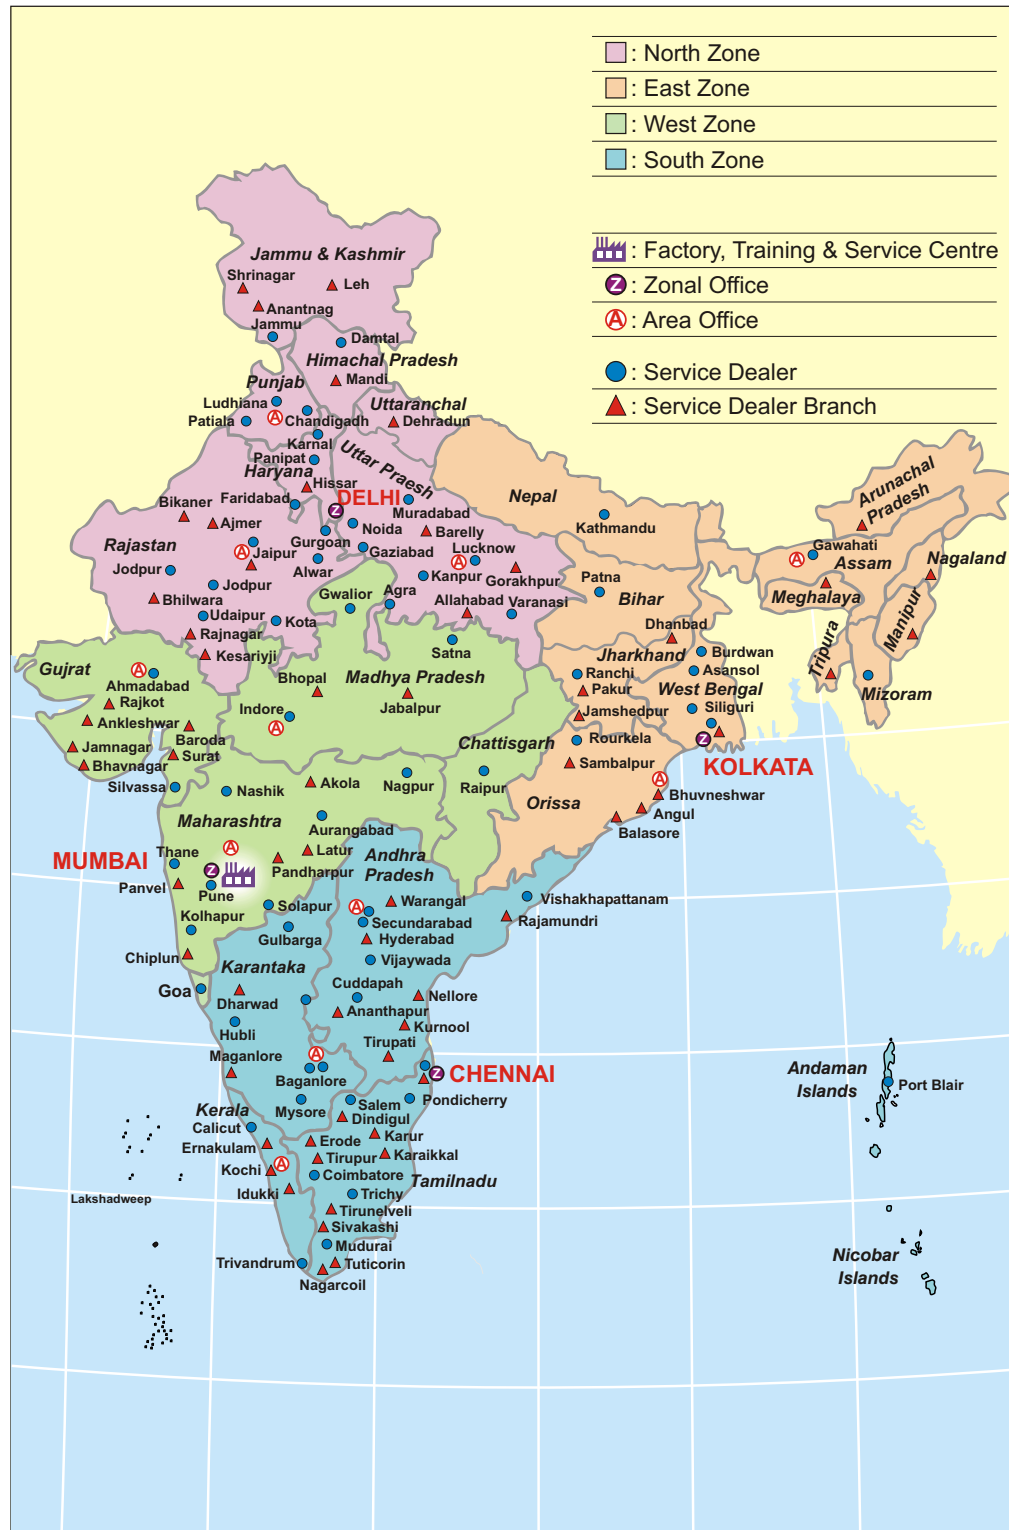 : North Zone
: East Zone
: West Zone
: South Zone
: Factory, Training & Service Centre
Z : Zonal Office
A : Area Office
: Service Dealer
: Service Dealer Branch
Jammu & Kashmir
Shrinagar
Leh
Anantnag
Jammu
Damtal
Himachal Pradesh
Mandi
Punjab
Ludhiana
Uttaranchal
Patiala
A
Chandigadh
Dehradun
Karnal
Panipat
Uttar Praesh
Haryana
Hissar
Bikaner
Faridabad
DELHI
Z
Muradabad
Nepal
Kathmandu
Arunachal
Pradesh
Ajmer
Noida
Barelly
Gurgoan
Rajastan
A
Jaipur
Gaziabad
Lucknow
A
Gawahati
A
Assam
Nagaland
Jodpur
Alwar
Kanpur
Gorakhpur
Patna
Jodpur
Gwalior
Agra
Meghalaya
Bhilwara
Allahabad
Varanasi
Bihar
Manipur
Udaipur
Kota
Dhanbad
Rajnagar
Tripura
Satna
Burdwan
Kesariyji
Jharkhand
Gujrat
A
Asansol
Ahmadabad
Bhopal
Madhya Pradesh
Ranchi
Mizoram
Rajkot
Jabalpur
Pakur
West Bengal
Indore
A
Jamshedpur
Siliguri
Ankleshwar
Baroda
Chattisgarh
Rourkela
Z
Jamnagar
Surat
Sambalpur
KOLKATA
Bhavnagar
Silvassa
Nashik
Akola
Nagpur
Raipur
A
Bhuvneshwar
Orissa
Angul
Maharashtra
Aurangabad
Balasore
Thane
A
Latur
Andhra
Pradesh
MUMBAI
Z
Pandharpur
Panvel
Pune
Vishakhapattanam
Solapur
A
Warangal
Kolhapur
Secundarabad
Rajamundri
Gulbarga
Hyderabad
Chiplun
Vijaywada
Karantaka
Goa
Cuddapah
Nellore
Dharwad
Ananthapur
Hubli
Kurnool
Tirupati
Maganlore
A
Z
CHENNAI
Andaman
Islands
Baganlore
Port Blair
Pondicherry
Kerala
Mysore
Salem
Calicut
Dindigul
Ernakulam
Erode
Karur
Tirupur
Karaikkal
Kochi
A
Coimbatore
Tamilnadu
Idukki
Trichy
Lakshadweep
Tirunelveli
Sivakashi
Mudurai
Trivandrum
Tuticorin
Nagarcoil
Nicobar
Islands